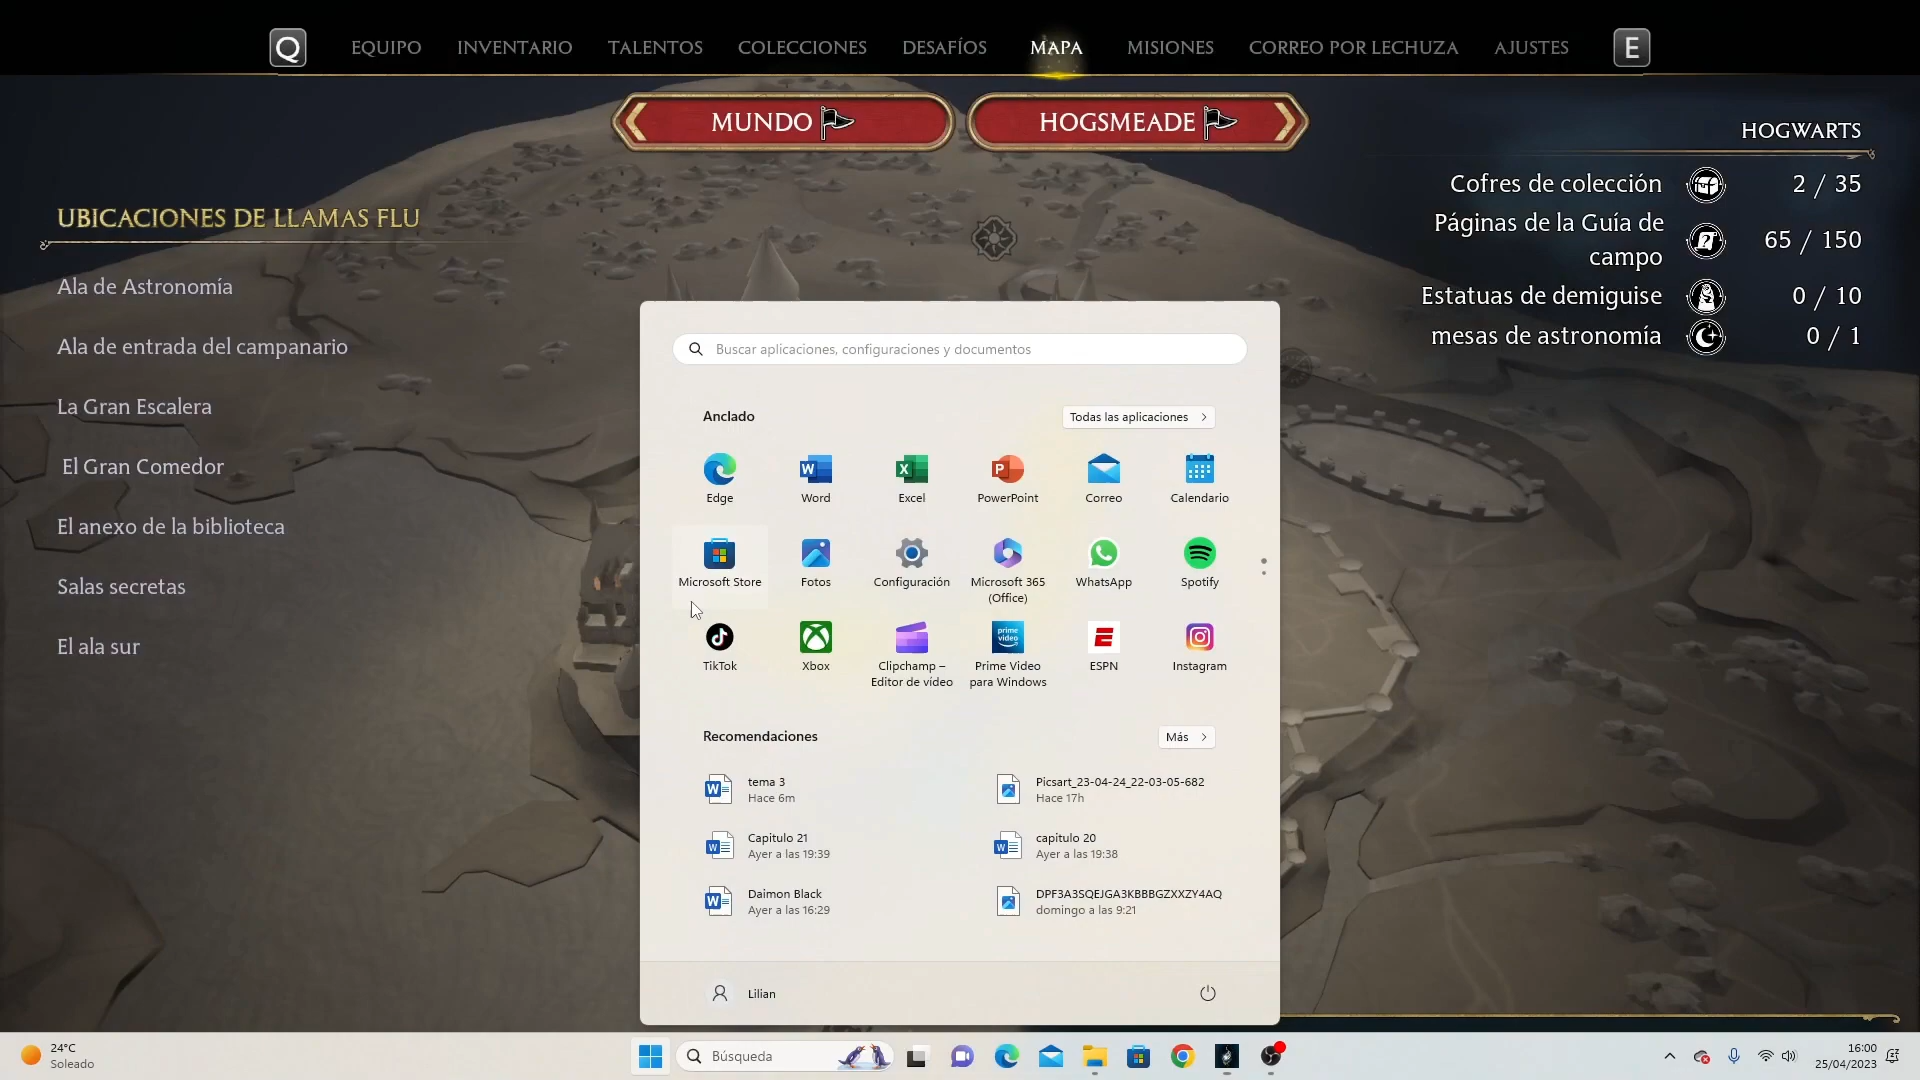 Q EQUIPO INVENTARIO TALENTOS COLECCIONES DESAFÍOS MAPA MISIONES CORREO POR LECHUZA AJUSTES E
MUNDO HOGSMEADE
HOGWARTS
Cofres de colección 2 / 35
Páginas de la Guía de
campo 65 / 150
Estatuas de demiguise 0 / 10
mesas de astronomía 0 / 1
UBICACIONES DE LLAMAS FLU
Ala de Astronomía
Ala de entrada del campanario
La Gran Escalera
El Gran Comedor
El anexo de la biblioteca
Salas secretas
El ala sur
Buscar aplicaciones, configuraciones y documentos
Anclado Todas las aplicaciones
Edge Word Excel PowerPoint Correo Calendario
Microsoft Store Fotos Configuración Microsoft 365 WhatsApp Spotify
(Office)
prime
video
TikTok Xbox Clipchamp – Prime Video ESPN Instagram
Editor de vídeo para Windows
Recomendaciones Más
tema 3
Hace 6m
Picsart_23-04-24_22-03-05-682
Hace 17h
Capitulo 21
Ayer a las 19:39
capitulo 20
Ayer a las 19:38
Daimon Black
Ayer a las 16:29
DPF3A3SQEJGA3KBBBGZXXZY4AQ
domingo a las 9:21
Lilian
24°C
Soleado
Búsqueda
16:00
25/04/2023